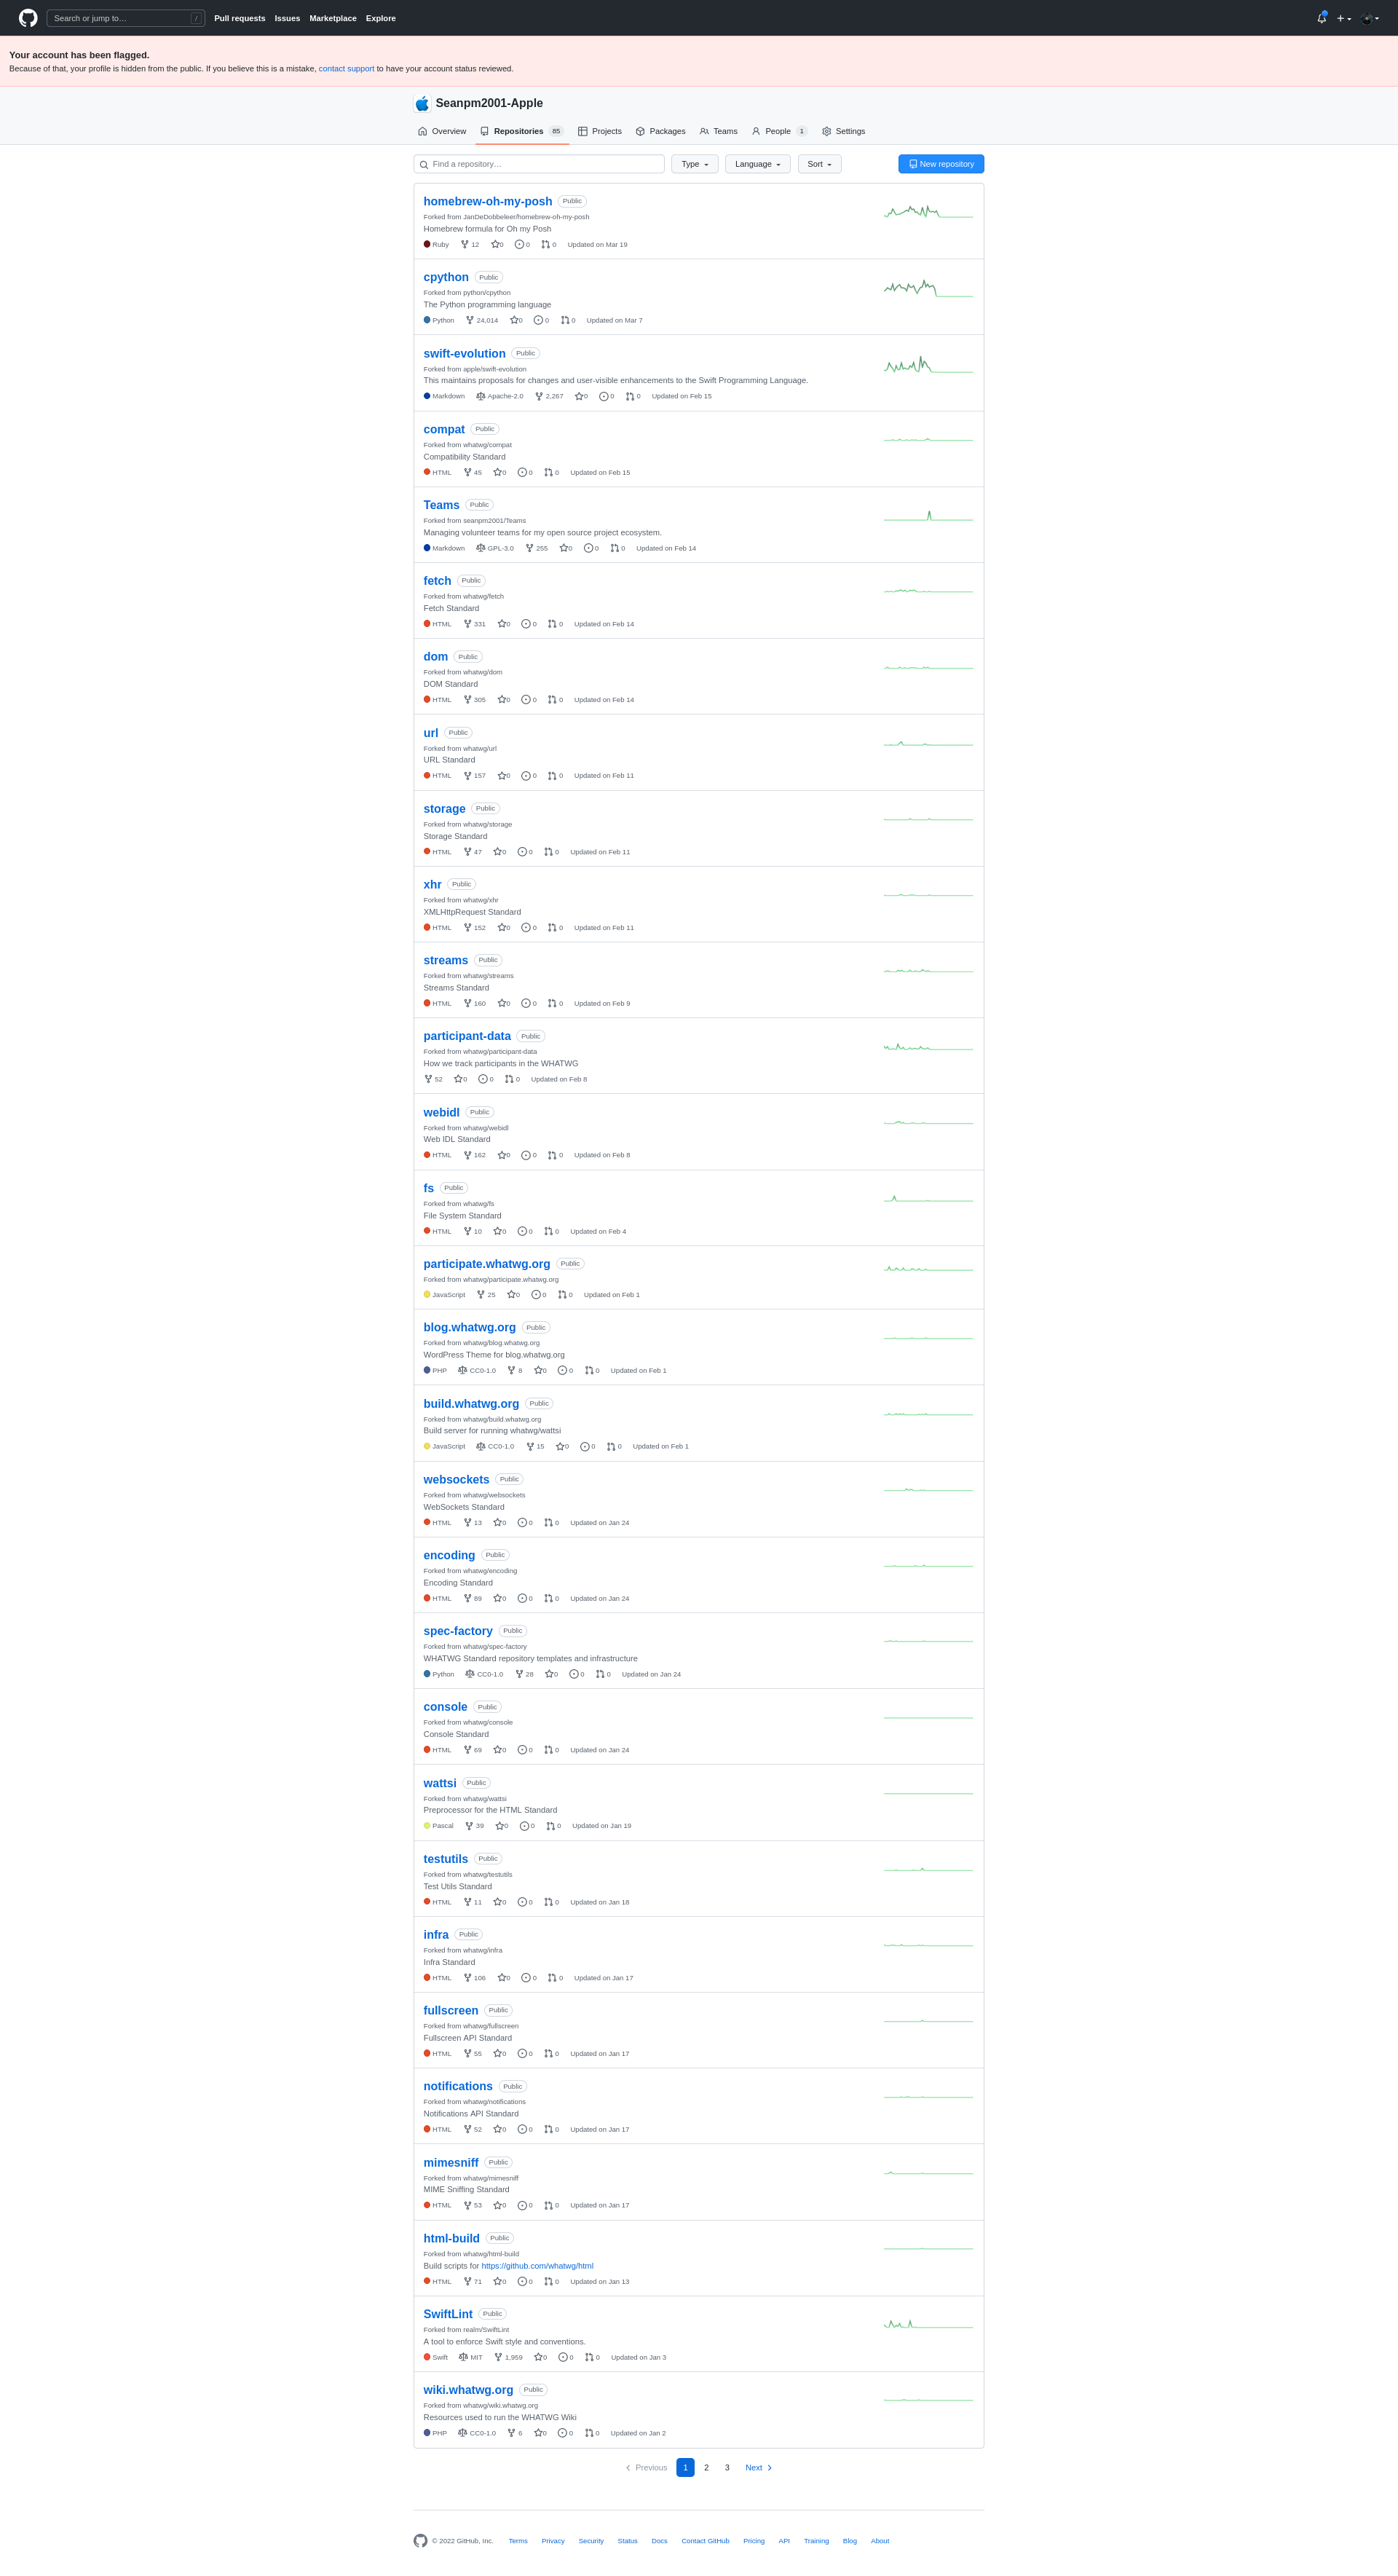 Search or jump to… /
Pull requests Issues Marketplace Explore
Your account has been flagged.
Because of that, your profile is hidden from the public. If you believe this is a mistake, contact support to have your account status reviewed.
Seanpm2001-Apple
Overview Repositories 85 Projects Packages Teams People 1 Settings
Find a repository… Type Language Sort New repository
homebrew-oh-my-posh Public
Forked from JanDeDobbeleer/homebrew-oh-my-posh
Homebrew formula for Oh my Posh
Ruby 12 0 0 0 Updated on Mar 19
cpython Public
Forked from python/cpython
The Python programming language
Python 24,014 0 0 0 Updated on Mar 7
swift-evolution Public
Forked from apple/swift-evolution
This maintains proposals for changes and user-visible enhancements to the Swift Programming Language.
Markdown Apache-2.0 2,267 0 0 0 Updated on Feb 15
compat Public
Forked from whatwg/compat
Compatibility Standard
HTML 45 0 0 0 Updated on Feb 15
Teams Public
Forked from seanpm2001/Teams
Managing volunteer teams for my open source project ecosystem.
Markdown GPL-3.0 255 0 0 0 Updated on Feb 14
fetch Public
Forked from whatwg/fetch
Fetch Standard
HTML 331 0 0 0 Updated on Feb 14
dom Public
Forked from whatwg/dom
DOM Standard
HTML 305 0 0 0 Updated on Feb 14
url Public
Forked from whatwg/url
URL Standard
HTML 157 0 0 0 Updated on Feb 11
storage Public
Forked from whatwg/storage
Storage Standard
HTML 47 0 0 0 Updated on Feb 11
xhr Public
Forked from whatwg/xhr
XMLHttpRequest Standard
HTML 152 0 0 0 Updated on Feb 11
streams Public
Forked from whatwg/streams
Streams Standard
HTML 160 0 0 0 Updated on Feb 9
participant-data Public
Forked from whatwg/participant-data
How we track participants in the WHATWG
52 0 0 0 Updated on Feb 8
webidl Public
Forked from whatwg/webidl
Web IDL Standard
HTML 162 0 0 0 Updated on Feb 8
fs Public
Forked from whatwg/fs
File System Standard
HTML 10 0 0 0 Updated on Feb 4
participate.whatwg.org Public
Forked from whatwg/participate.whatwg.org
JavaScript 25 0 0 0 Updated on Feb 1
blog.whatwg.org Public
Forked from whatwg/blog.whatwg.org
WordPress Theme for blog.whatwg.org
PHP CC0-1.0 8 0 0 0 Updated on Feb 1
build.whatwg.org Public
Forked from whatwg/build.whatwg.org
Build server for running whatwg/wattsi
JavaScript CC0-1.0 15 0 0 0 Updated on Feb 1
websockets Public
Forked from whatwg/websockets
WebSockets Standard
HTML 13 0 0 0 Updated on Jan 24
encoding Public
Forked from whatwg/encoding
Encoding Standard
HTML 89 0 0 0 Updated on Jan 24
spec-factory Public
Forked from whatwg/spec-factory
WHATWG Standard repository templates and infrastructure
Python CC0-1.0 28 0 0 0 Updated on Jan 24
console Public
Forked from whatwg/console
Console Standard
HTML 69 0 0 0 Updated on Jan 24
wattsi Public
Forked from whatwg/wattsi
Preprocessor for the HTML Standard
Pascal 39 0 0 0 Updated on Jan 19
testutils Public
Forked from whatwg/testutils
Test Utils Standard
HTML 11 0 0 0 Updated on Jan 18
infra Public
Forked from whatwg/infra
Infra Standard
HTML 106 0 0 0 Updated on Jan 17
fullscreen Public
Forked from whatwg/fullscreen
Fullscreen API Standard
HTML 55 0 0 0 Updated on Jan 17
notifications Public
Forked from whatwg/notifications
Notifications API Standard
HTML 52 0 0 0 Updated on Jan 17
mimesniff Public
Forked from whatwg/mimesniff
MIME Sniffing Standard
HTML 53 0 0 0 Updated on Jan 17
html-build Public
Forked from whatwg/html-build
Build scripts for https://github.com/whatwg/html
HTML 71 0 0 0 Updated on Jan 13
SwiftLint Public
Forked from realm/SwiftLint
A tool to enforce Swift style and conventions.
Swift MIT 1,959 0 0 0 Updated on Jan 3
wiki.whatwg.org Public
Forked from whatwg/wiki.whatwg.org
Resources used to run the WHATWG Wiki
PHP CC0-1.0 6 0 0 0 Updated on Jan 2
Previous 1 2 3 Next
© 2022 GitHub, Inc. Terms Privacy Security Status Docs Contact GitHub Pricing API Training Blog About